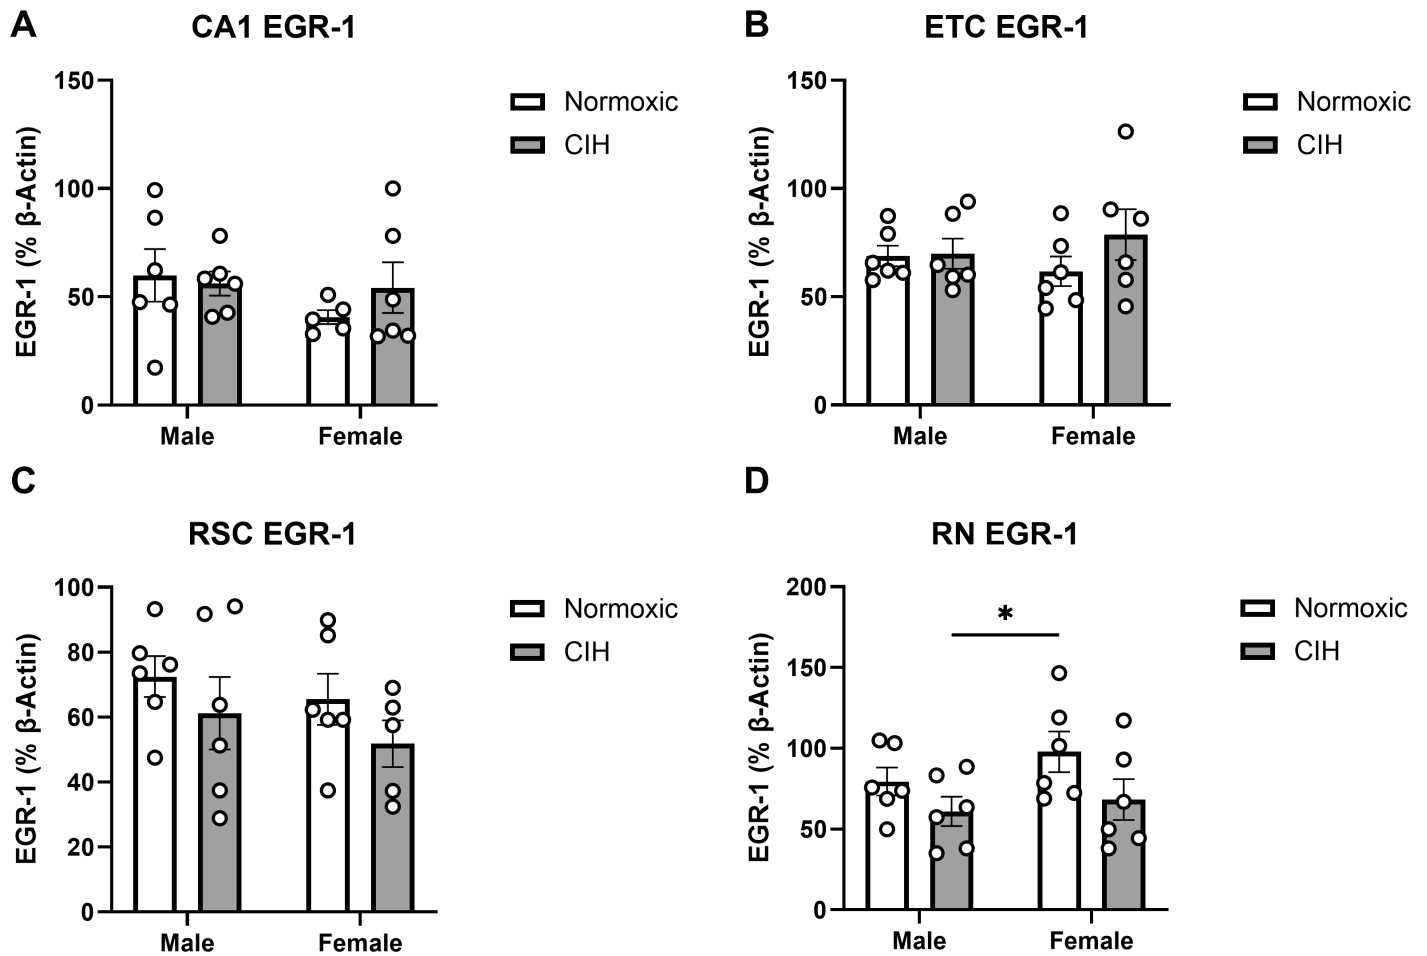 A
CA1 EGR-1
EGR-1 (% β-Actin)
150
100
50
0
Male
Female
Normoxic
CIH
B
ETC EGR-1
EGR-1 (% β-Actin)
150
100
50
0
Male
Female
Normoxic
CIH
C
RSC EGR-1
EGR-1 (% β-Actin)
100
80
60
40
20
0
Male
Female
Normoxic
CIH
D
RN EGR-1
EGR-1 (% β-Actin)
200
150
100
50
0
*
Male
Female
Normoxic
CIH